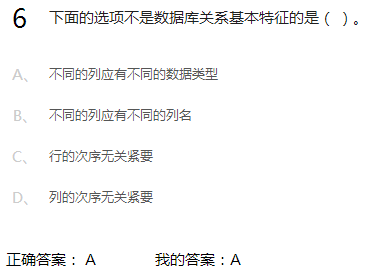 6 下面的选项不是数据库关系基本特征的是（ ）。
A、 不同的列应有不同的数据类型
B、 不同的列应有不同的列名
C、 行的次序无关紧要
D、 列的次序无关紧要
正确答案： A 我的答案：A